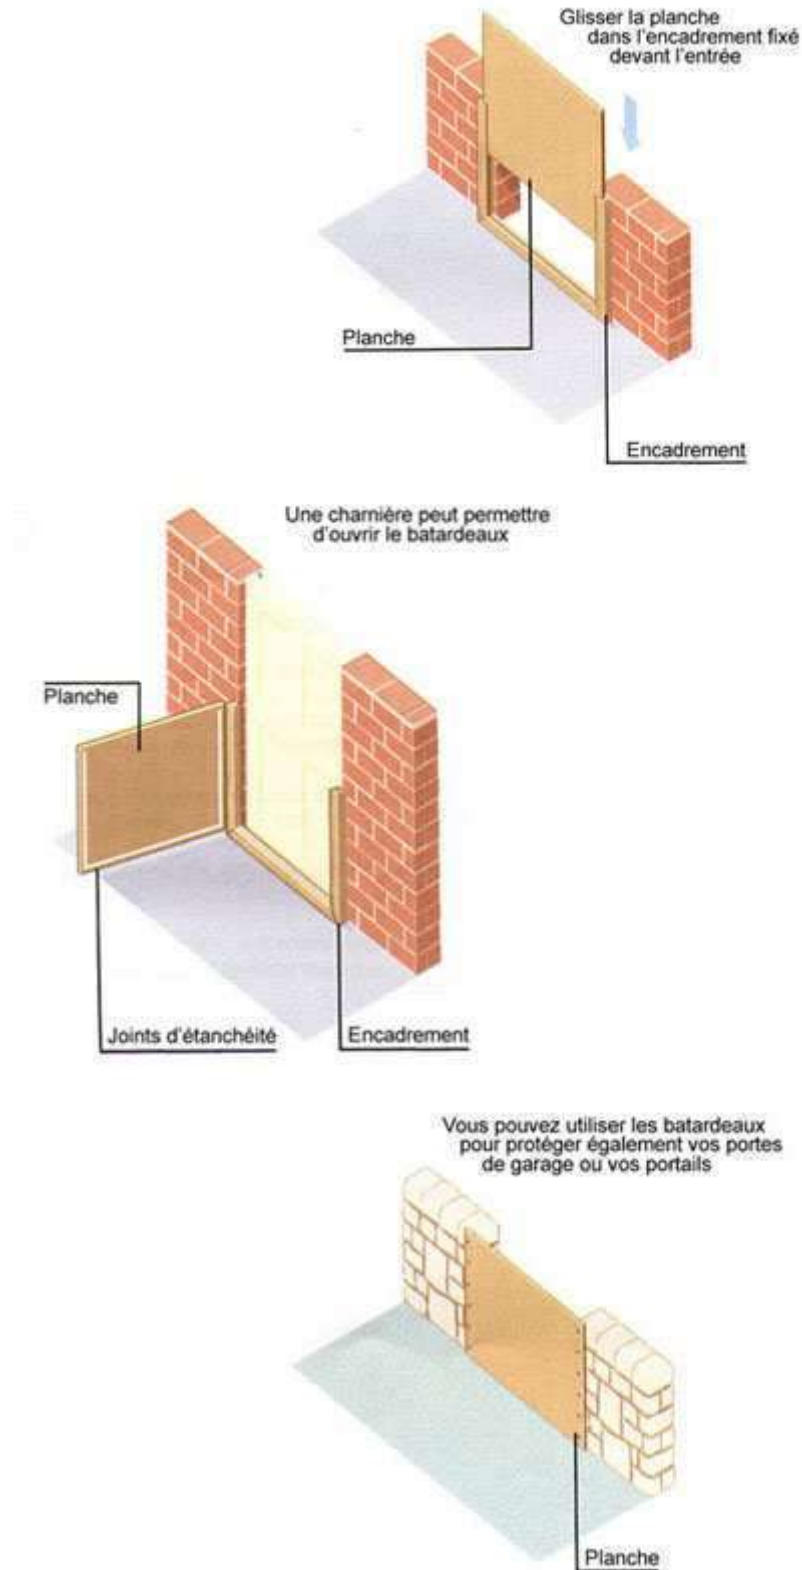 Glisser la planche
dans l'encadrement fixé
devant l'entrée
Planche
Encadrement
Une charnière peut permettre
d'ouvrir le batardeaux
Planche
Joints d'étanchéité
Encadrement
Vous pouvez utiliser les batardeaux
pour protéger également vos portes
de garage ou vos portails
Planche